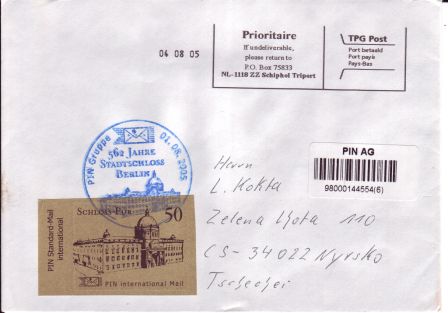 04 08 05
Prioritaire
If undeliverable,
please return to
P.O. Box 75833
NL-1118 ZZ Schiphol Triport
TPG Post
Port betaald
Port payé
Pays-Bas
PIN Gruppe 01.08.2005
562 JAHRE
STADTSCHLOSS
BERLIN
PIN AG
98000144554(6)
Herrn
L. Kokta
Zelena Lhota 110
CS-34022 Nyrsko
Tschechei
PIN Standard-Mail
international
SCHLOSS-POR 50
PIN international Mail